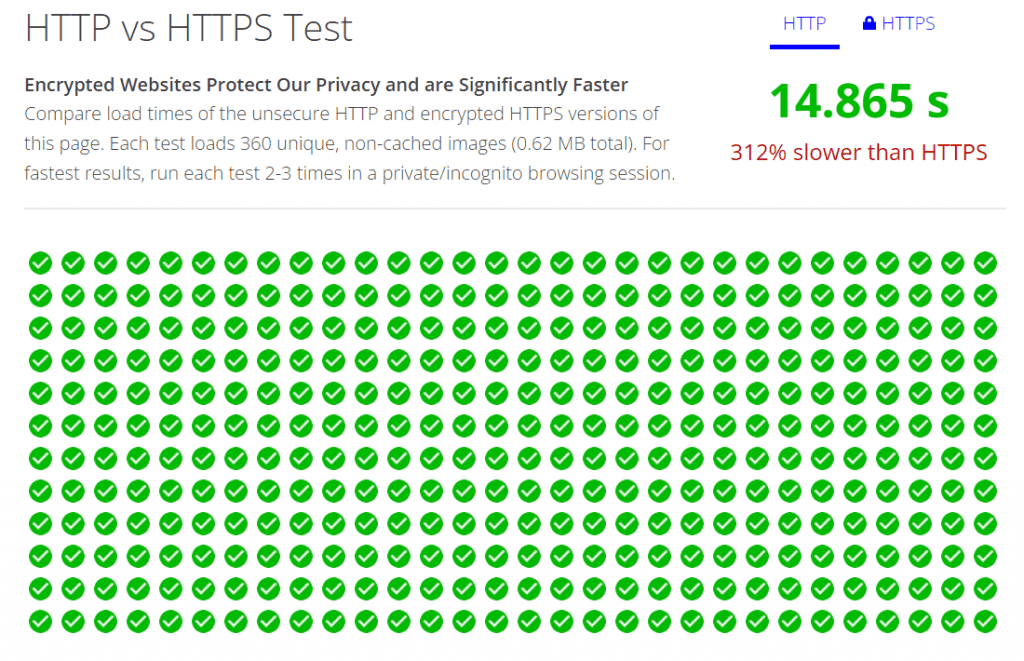 HTTP vs HTTPS Test
HTTP
HTTPS
Encrypted Websites Protect Our Privacy and are Significantly Faster
Compare load times of the unsecure HTTP and encrypted HTTPS versions of
this page. Each test loads 360 unique, non-cached images (0.62 MB total). For
fastest results, run each test 2-3 times in a private/incognito browsing session.
14.865 s
312% slower than HTTPS